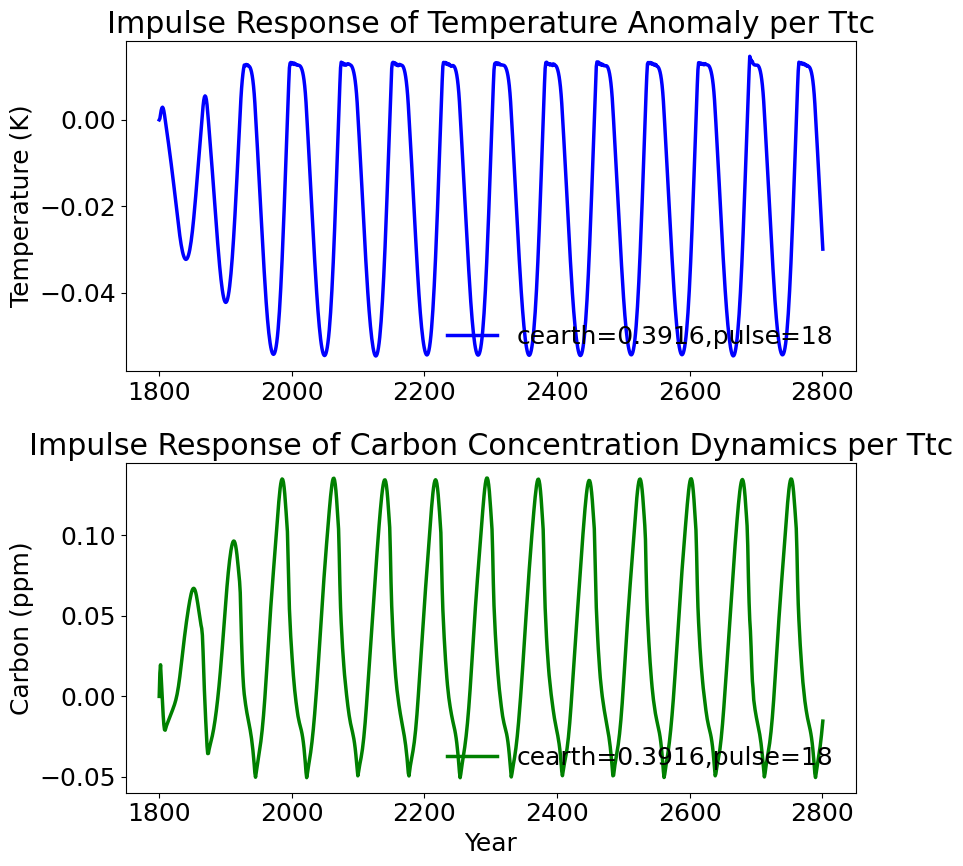 Impulse Response of Temperature Anomaly per Ttc
Temperature (K)
0.00
−0.02
−0.04
cearth=0.3916,pulse=18
1800 2000 2200 2400 2600 2800
Impulse Response of Carbon Concentration Dynamics per Ttc
Carbon (ppm)
0.10
0.05
0.00
−0.05
cearth=0.3916,pulse=18
1800 2000 2200 2400 2600 2800
Year